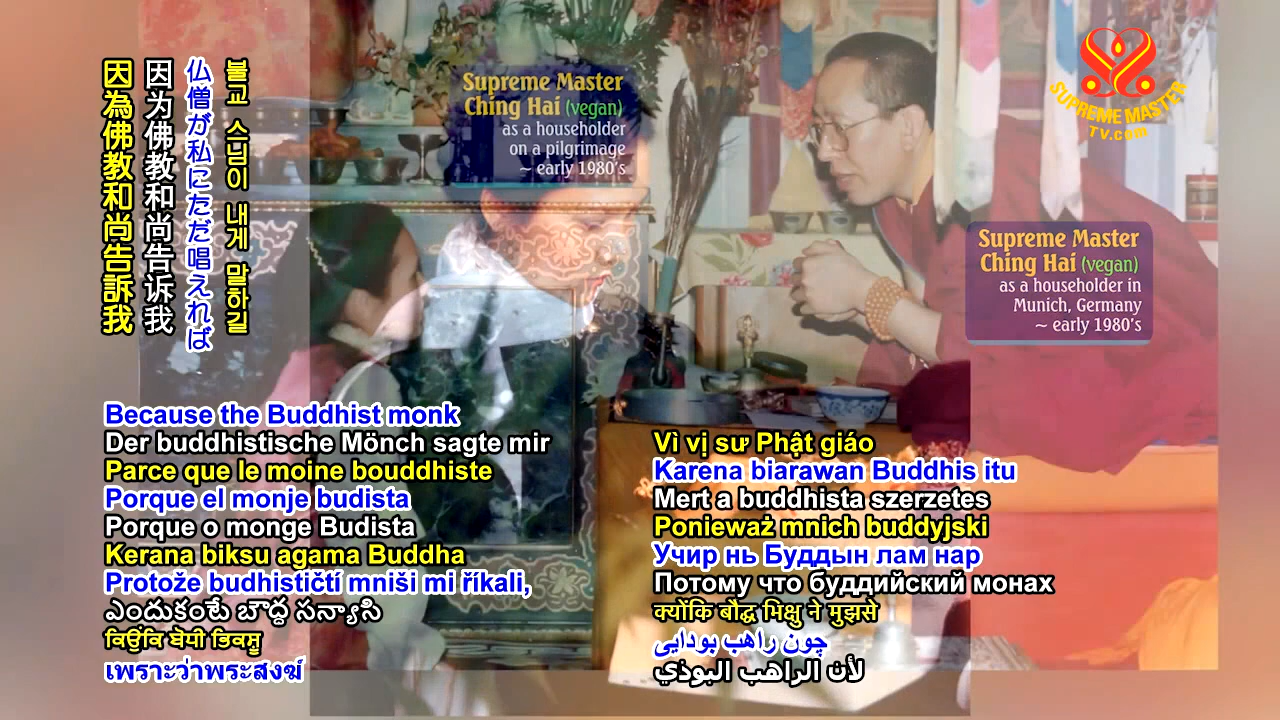 因為佛教和尚告訴我
因为佛教和尚告诉我
仏僧が私にただ唱えれば
불교 스님이 내게 말하길
Supreme Master
Ching Hai (vegan)
as a householder
on a pilgrimage
~ early 1980's
SUPREME MASTER
TV.com
Supreme Master
Ching Hai (vegan)
as a householder in
Munich, Germany
~ early 1980's
Because the Buddhist monk
Der buddhistische Mönch sagte mir
Parce que le moine bouddhiste
Porque el monje budista
Porque o monge Budista
Kerana biksu agama Buddha
Protože budhističtí mniši mi říkali,
ఎందుకంటే బౌద్ధ సన్యాసి
ਕਿਉਂਕਿ ਬੋਧੀ ਭਿਕਸ਼ੂ
เพราะว่าพระสงฆ์
Vì vị sư Phật giáo
Karena biarawan Buddhis itu
Mert a buddhista szerzetes
Ponieważ mnich buddyjski
Учир нь Буддын лам нар
Потому что буддийский монах
क्योंकि बौद्ध भिक्षु ने मुझसे
چون راهب بودایی
لأن الراهب البوذي